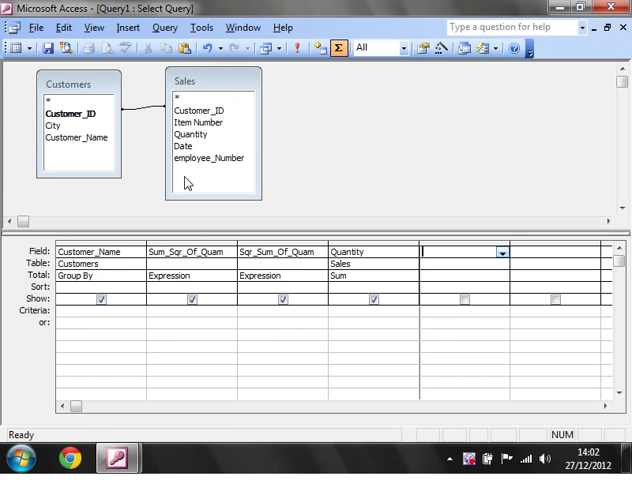 Microsoft Access - [Query1 : Select Query]
File Edit View Insert Query Tools Window Help Type a question for help
All
Customers
*
Customer_ID
City
Customer_Name
Sales
*
Customer_ID
Item Number
Quantity
Date
employee_Number
Field: Customer_Name Sum_Sqr_Of_Quam Sqr_Sum_Of_Quam Quantity
Table: Customers Sales
Total: Group By Expression Expression Sum
Sort:
Show:
Criteria:
or:
Ready NUM
14:02
27/12/2012